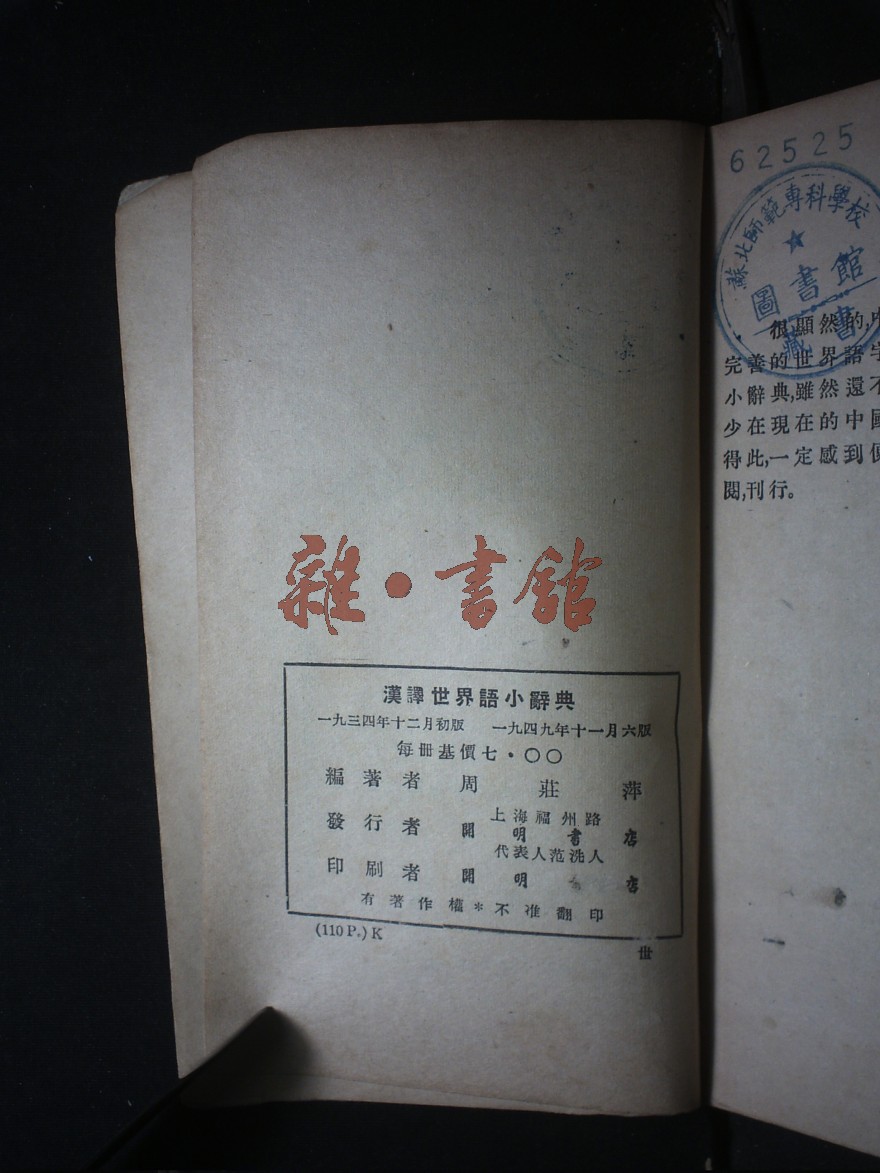 雜·書館
漢譯世界語小辭典
一九三四年十二月初版 一九四九年十一月六版
每冊基價七·〇〇
編著者 周莊萍
上海福州路
發行者 開明書店
代表人范洗人
印刷者 開明 店
有著作權*不准翻印
(110 P.) K
世
62525
蘇北師範專科學校
圖書館
藏書
很顯然的,中
完善的世界語字
小辭典,雖然還不
少在現在的中國
得此,一定感到便
閱,刊行。